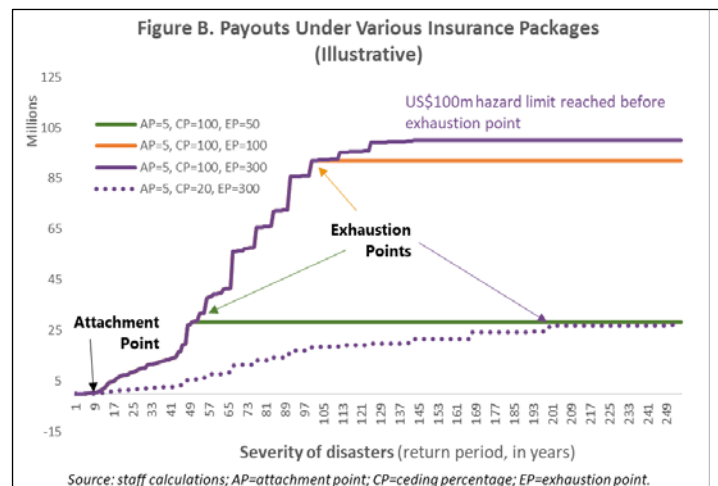 Figure B. Payouts Under Various Insurance Packages
(Illustrative)
125
105
85
65
45
25
5
-15
Millions
AP=5, CP=100, EP=50
AP=5, CP=100, EP=100
AP=5, CP=100, EP=300
AP=5, CP=20, EP=300
US$100m hazard limit reached before
exhaustion point
Exhaustion
Points
Attachment
Point
1 9 17 25 33 41 49 57 65 73 81 89 97 105 113 121 129 137 145 153 161 169 177 185 193 201 209 217 225 233 241 249
Severity of disasters (return period, in years)
Source: staff calculations; AP=attachment point; CP=ceding percentage; EP=exhaustion point.